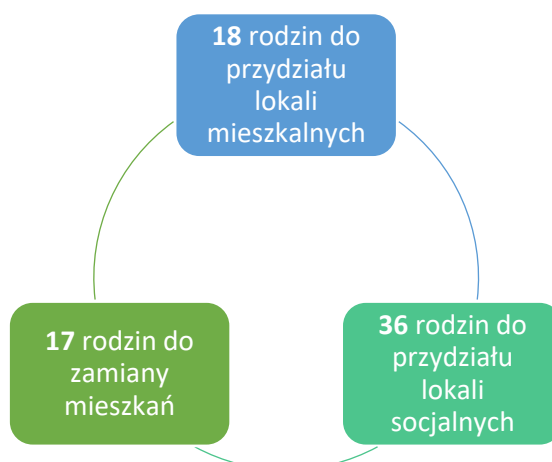 18 rodzin do
przydziału
lokali
mieszkalnych
17 rodzin do
zamiany
mieszkań
36 rodzin do
przydziału
lokali
socjalnych